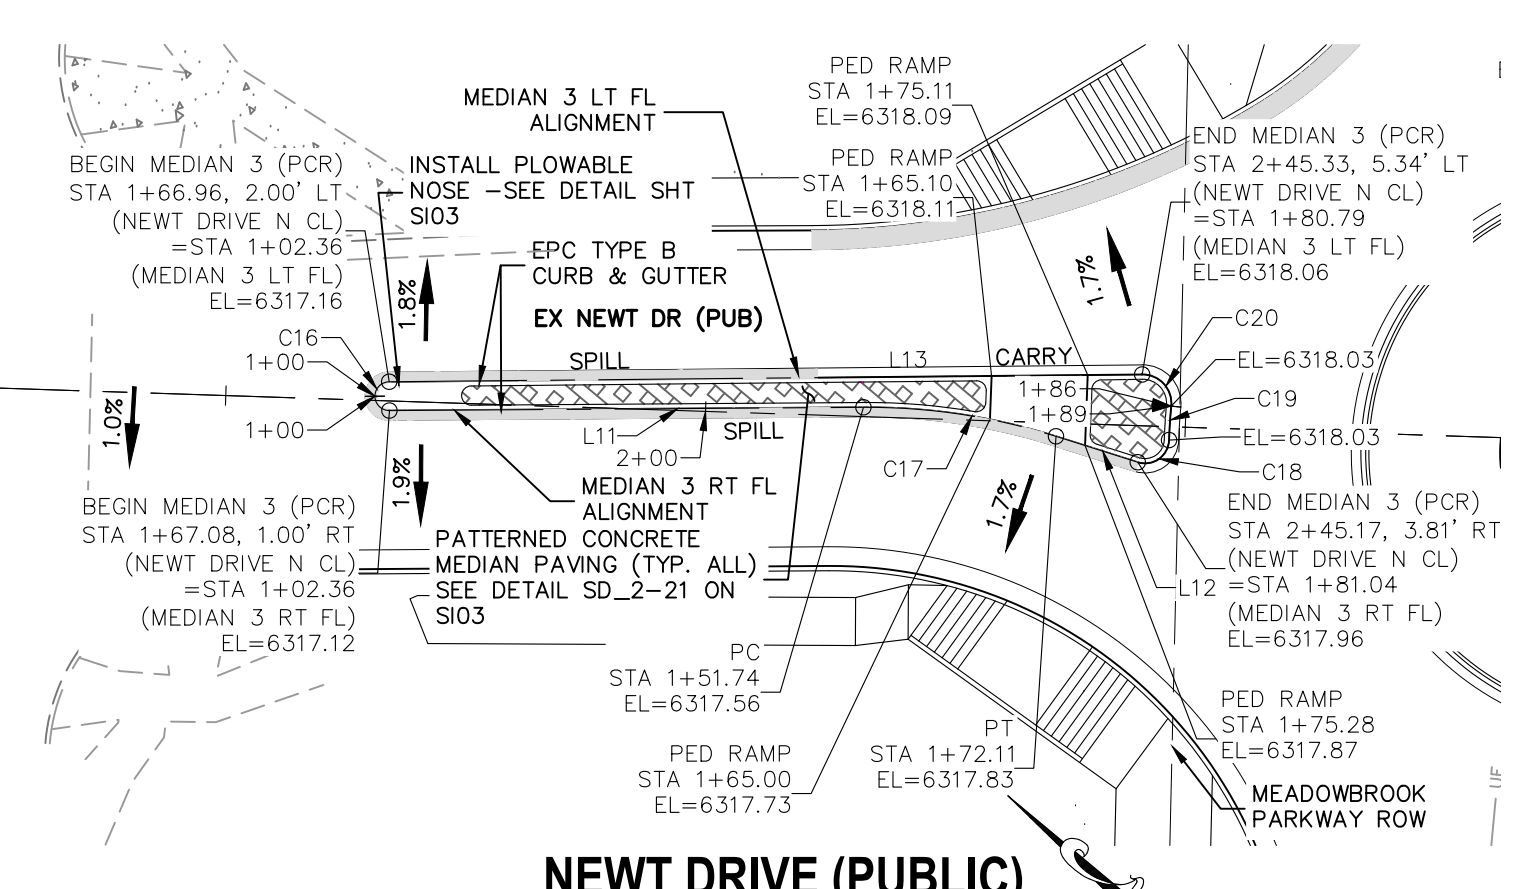 PED RAMP
STA 1+75.11
EL=6318.09
MEDIAN 3 LT FL
ALIGNMENT
PED RAMP
STA 1+65.10
EL=6318.11
END MEDIAN 3 (PCR)
STA 2+45.33, 5.34' LT
(NEWT DRIVE N CL)
=STA 1+80.79
(MEDIAN 3 LT FL)
EL=6318.06
BEGIN MEDIAN 3 (PCR)
STA 1+66.96, 2.00' LT
(NEWT DRIVE N CL)
=STA 1+02.36
(MEDIAN 3 LT FL)
EL=6317.16
INSTALL PLOWABLE
NOSE -SEE DETAIL SHT
SI03
EPC TYPE B
CURB & GUTTER
EX NEWT DR (PUB)
1.8%
1.7%
C16
1+00
SPILL
L13
CARRY
C20
EL=6318.03
1+86
1+89
C19
EL=6318.03
C18
1.0%
1+00
L11
SPILL
2+00
C17
1.9%
MEDIAN 3 RT FL
ALIGNMENT
1.7%
BEGIN MEDIAN 3 (PCR)
STA 1+67.08, 1.00' RT
(NEWT DRIVE N CL)
=STA 1+02.36
(MEDIAN 3 RT FL)
EL=6317.12
PATTERNED CONCRETE
MEDIAN PAVING (TYP. ALL)
SEE DETAIL SD_2-21 ON
SI03
END MEDIAN 3 (PCR)
STA 2+45.17, 3.81' RT
(NEWT DRIVE N CL)
L12
=STA 1+81.04
(MEDIAN 3 RT FL)
EL=6317.96
PC
STA 1+51.74
EL=6317.56
PED RAMP
STA 1+65.00
EL=6317.73
PT
STA 1+72.11
EL=6317.83
PED RAMP
STA 1+75.28
EL=6317.87
MEADOWBROOK
PARKWAY ROW
NEWT DRIVE (PUBLIC)